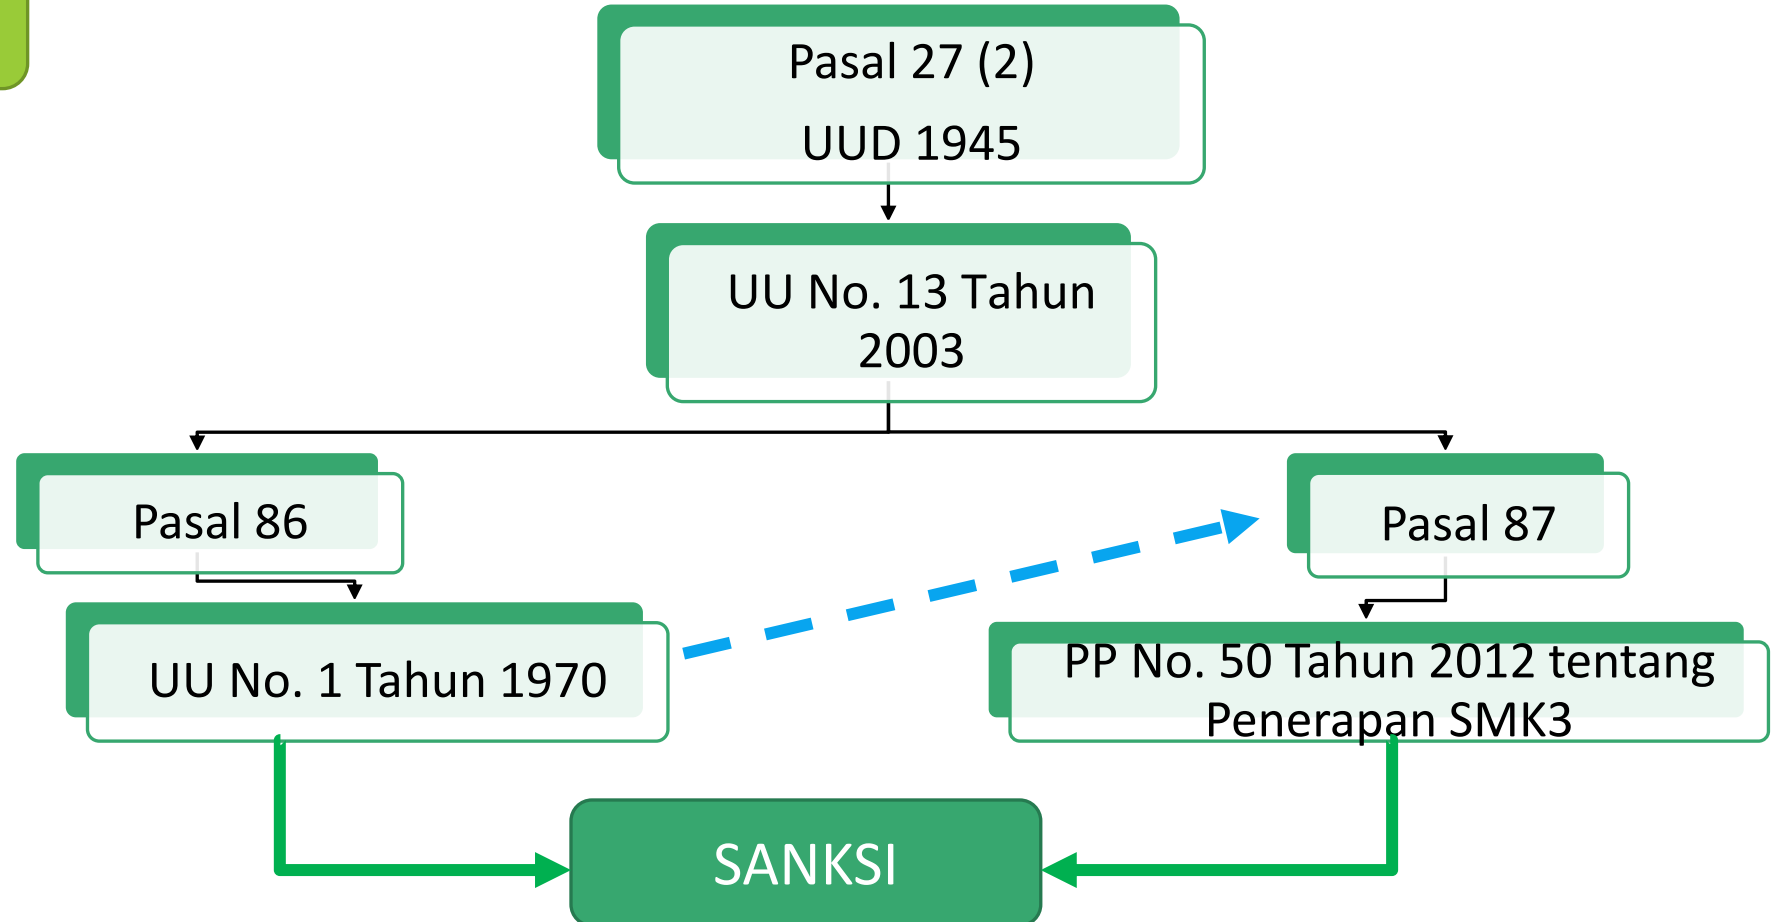 Pasal 27 (2)
UUD 1945
UU No. 13 Tahun
2003
Pasal 86
Pasal 87
UU No. 1 Tahun 1970
PP No. 50 Tahun 2012 tentang
Penerapan SMK3
SANKSI